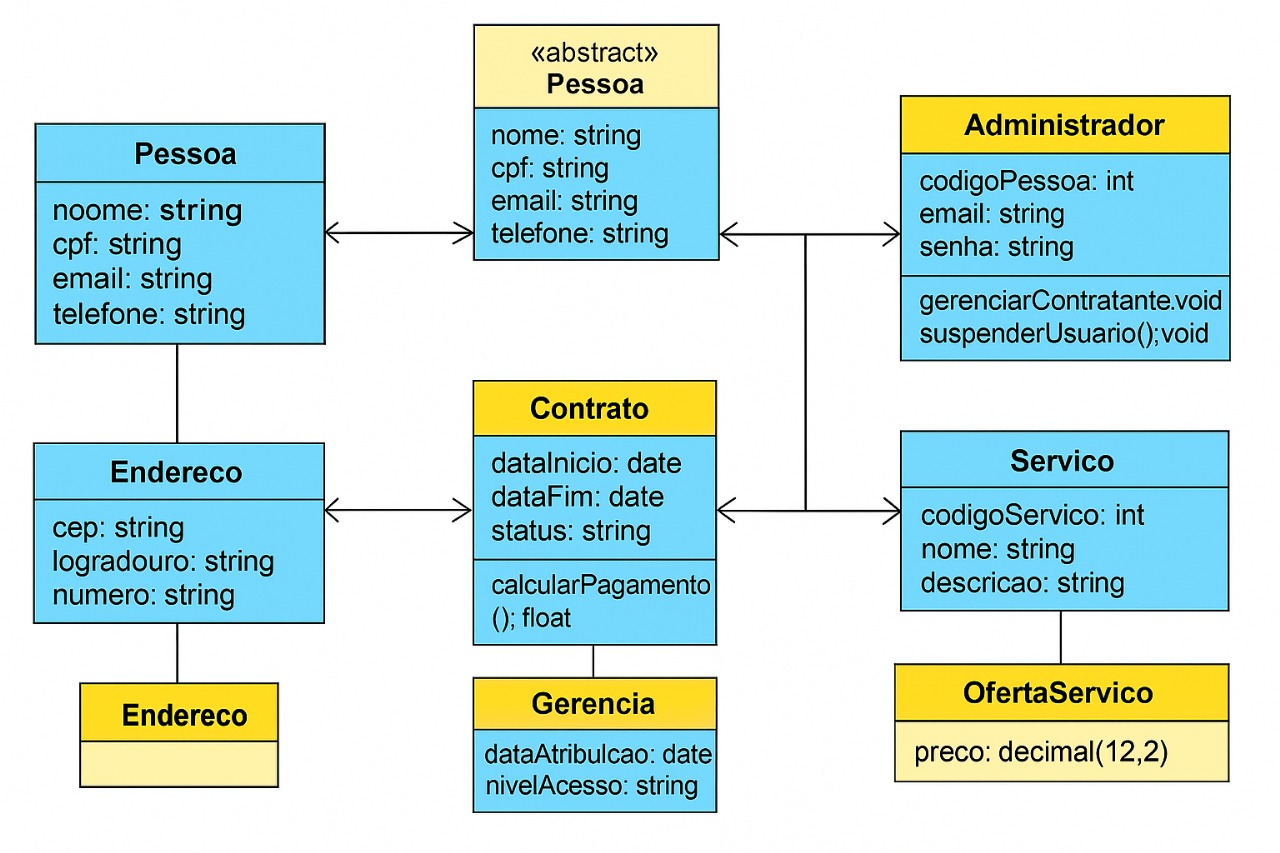 «abstract»
Pessoa
nome: string
cpf: string
email: string
telefone: string
Pessoa
noome: string
cpf: string
email: string
telefone: string
Administrador
codigoPessoa: int
email: string
senha: string
gerenciarContratante.void
suspenderUsuario();void
Endereco
cep: string
logradouro: string
numero: string
Contrato
dataInicio: date
dataFim: date
status: string
calcularPagamento
(); float
Servico
codigoServico: int
nome: string
descricao: string
Endereco
Gerencia
dataAtribulcao: date
nivelAcesso: string
OfertaServico
preco: decimal(12,2)